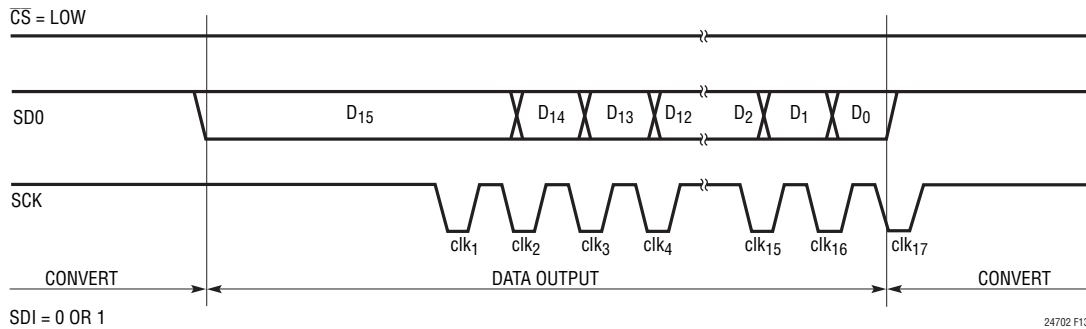 CS = LOW
SD0
D15 D14 D13 D12 D2 D1 D0
SCK
clk1 clk2 clk3 clk4 clk15 clk16 clk17
CONVERT DATA OUTPUT CONVERT
SDI = 0 OR 1
24702 F13